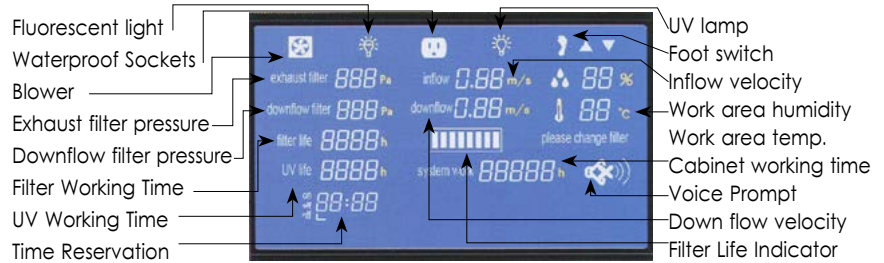 Fluorescent light
Waterproof Sockets
Blower
Exhaust filter pressure
Downflow filter pressure
Filter Working Time
UV Working Time
Time Reservation
exhaust filter 888 Pa
inflow 0.88 m/s
88 %
downflow filter 888 Pa
downflow 0.88 m/s
88 °C
filter life 8888 h
please change filter
UV life 8888 h
system work 88888 h
88:88
UV lamp
Foot switch
Inflow velocity
Work area humidity
Work area temp.
Cabinet working time
Voice Prompt
Down flow velocity
Filter Life Indicator